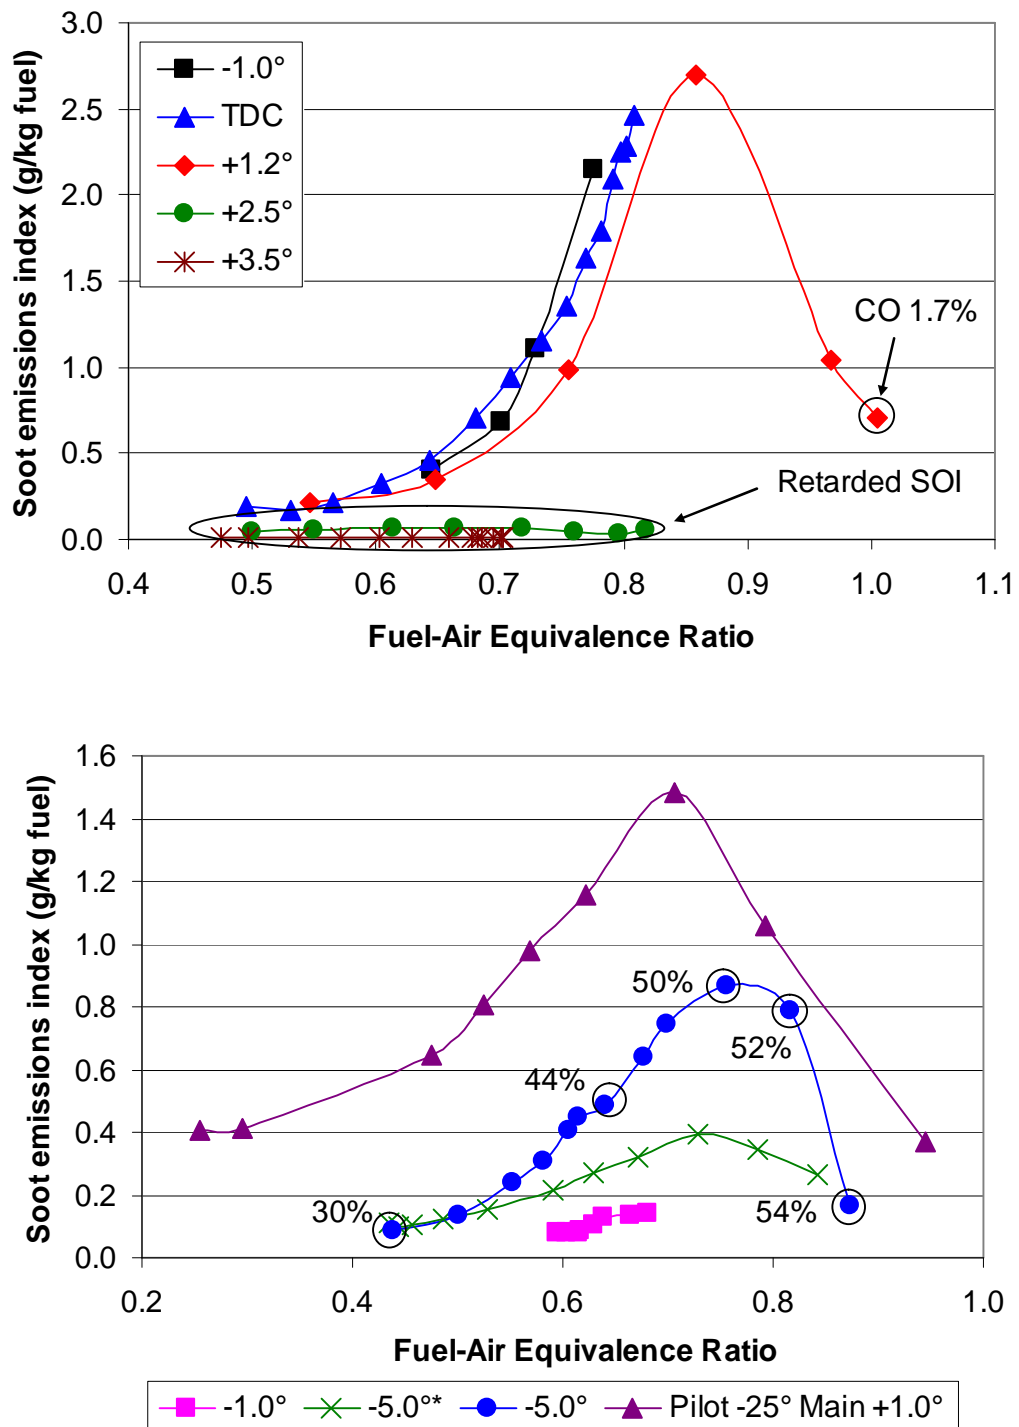 Soot emissions index (g/kg fuel)
3.0
2.5
2.0
1.5
1.0
0.5
0.0
-1.0°
TDC
+1.2°
+2.5°
+3.5°
CO 1.7%
Retarded SOI
0.4 0.5 0.6 0.7 0.8 0.9 1.0 1.1
Fuel-Air Equivalence Ratio
Soot emissions index (g/kg fuel)
1.6
1.4
1.2
1.0
0.8
0.6
0.4
0.2
0.0
50%
52%
44%
30%
54%
0.2 0.4 0.6 0.8 1.0
Fuel-Air Equivalence Ratio
-1.0° -5.0°* -5.0° Pilot -25° Main +1.0°